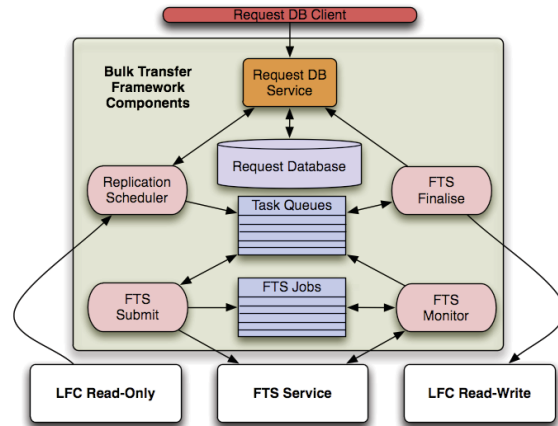 Request DB Client
Bulk Transfer
Framework
Components
Request DB
Service
Request Database
Replication
Scheduler
Task Queues
FTS
Finalise
FTS
Submit
FTS Jobs
FTS
Monitor
LFC Read-Only
FTS Service
LFC Read-Write